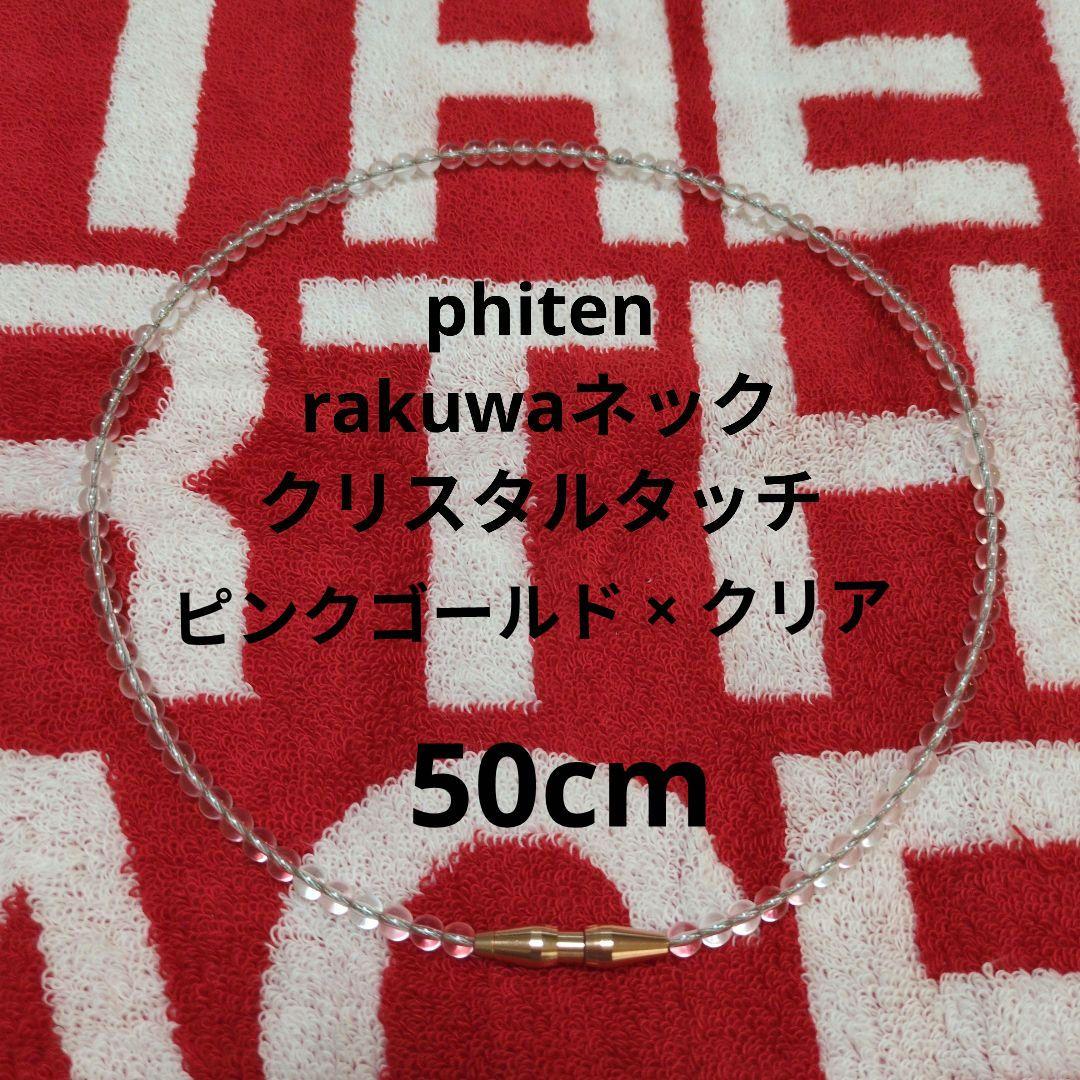 THE
phiten
rakuwaネック
クリスタルタッチ
ピンクゴールド × クリア
50cm